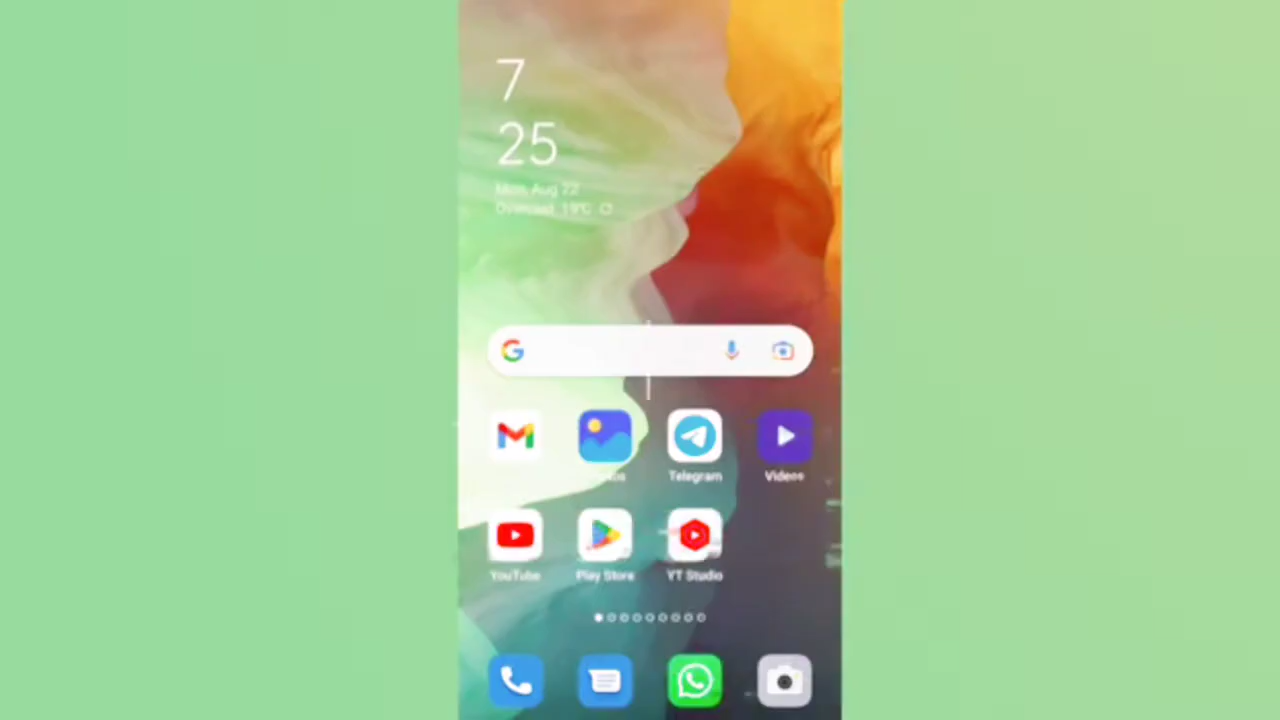 7
25
Mon, Aug 22
Overcast 19°C
Telegram
Videos
YouTube
Play Store
YT Studio